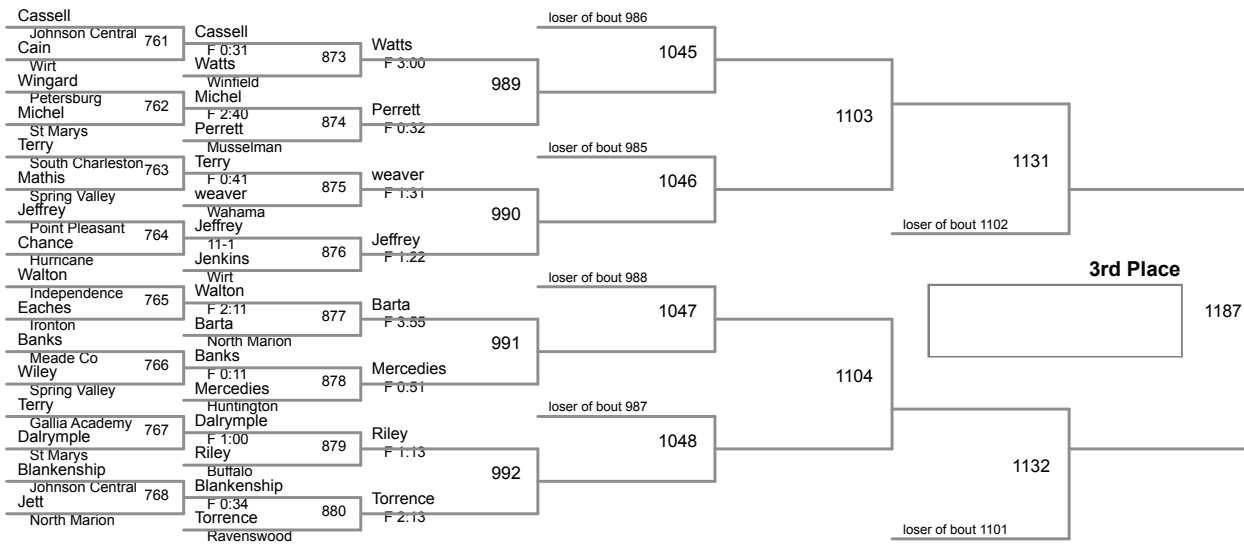 Cassell
Johnson Central
761
Cain
Wirt
Wingard
Petersburg
762
Michel
St Marys
Terry
South Charleston
763
Mathis
Spring Valley
Jeffrey
Point Pleasant
764
Chance
Hurricane
Walton
Independence
765
Eaches
Ironton
Banks
Meade Co
766
Wiley
Spring Valley
Terry
Gallia Academy
767
Dalrymple
St Marys
Blankenship
Johnson Central
768
Jett
North Marion
Cassell
F 0:31
873
Watts
Winfield
Michel
F 2:40
874
Perrett
Musselman
Terry
F 0:41
875
weaver
Wahama
Jeffrey
11-1
876
Jenkins
Wirt
Walton
F 2:11
877
Barta
North Marion
Banks
F 0:11
878
Mercedies
Huntington
Dalrymple
F 1:00
879
Riley
Buffalo
Blankenship
F 0:34
880
Torrence
Ravenswood
Watts
F 3:00
989
Perrett
F 0:32
weaver
F 1:31
990
Jeffrey
F 1:22
Barta
F 3:55
991
Mercedies
F 0:51
Riley
F 1:13
992
Torrence
F 2:13
loser of bout 986
1045
loser of bout 985
1046
loser of bout 988
1047
loser of bout 987
1048
1103
1104
1131
loser of bout 1102
3rd Place
1187
1132
loser of bout 1101